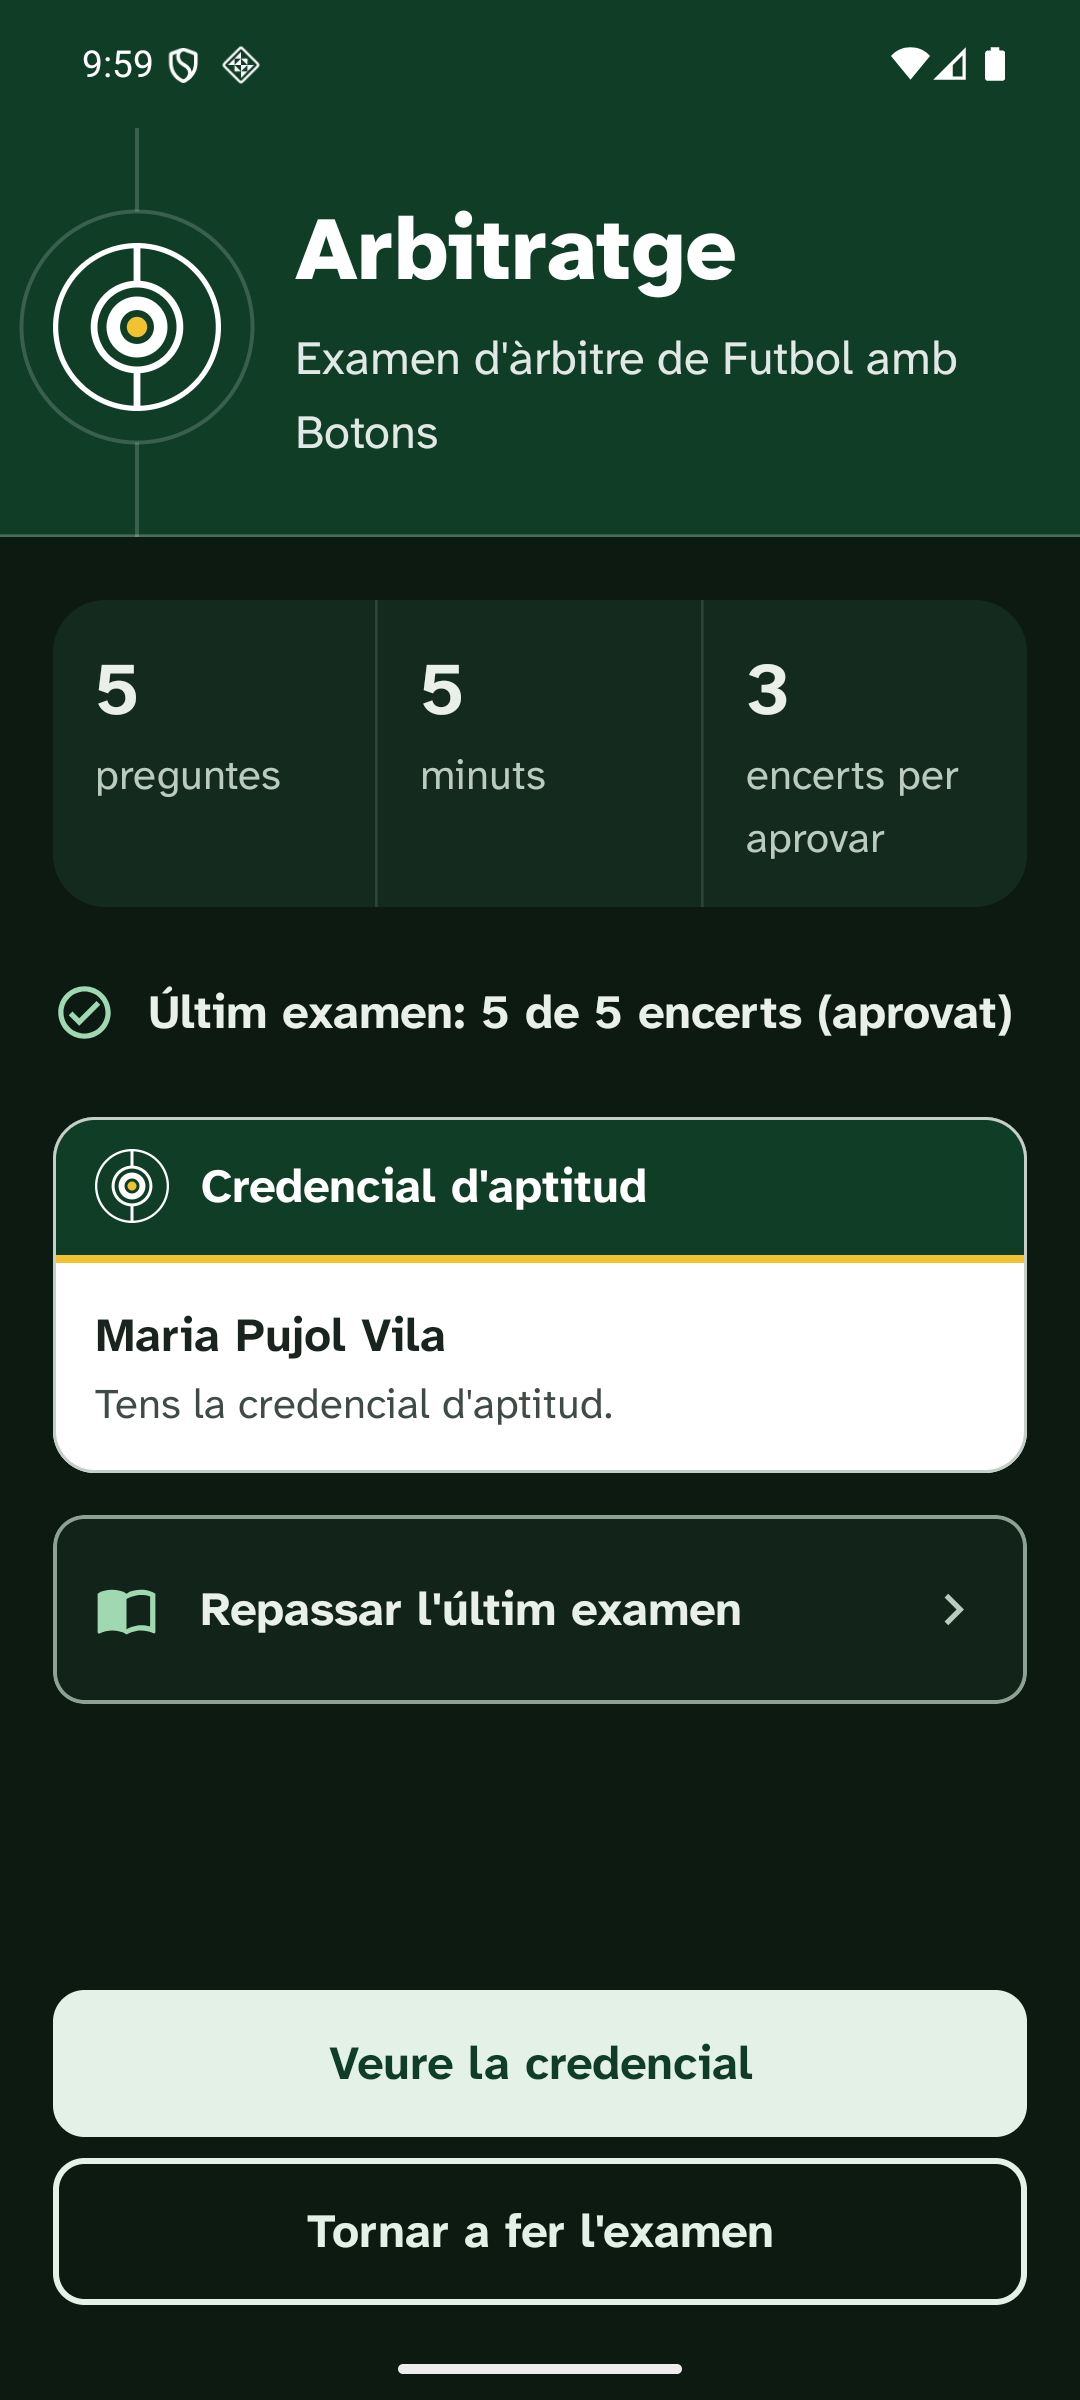 9:59
Arbitratge
Examen d'àrbitre de Futbol amb
Botons
5
preguntes
5
minuts
3
encerts per
aprovar
Últim examen: 5 de 5 encerts (aprovat)
Credencial d'aptitud
Maria Pujol Vila
Tens la credencial d'aptitud.
Repassar l'últim examen
Veure la credencial
Tornar a fer l'examen